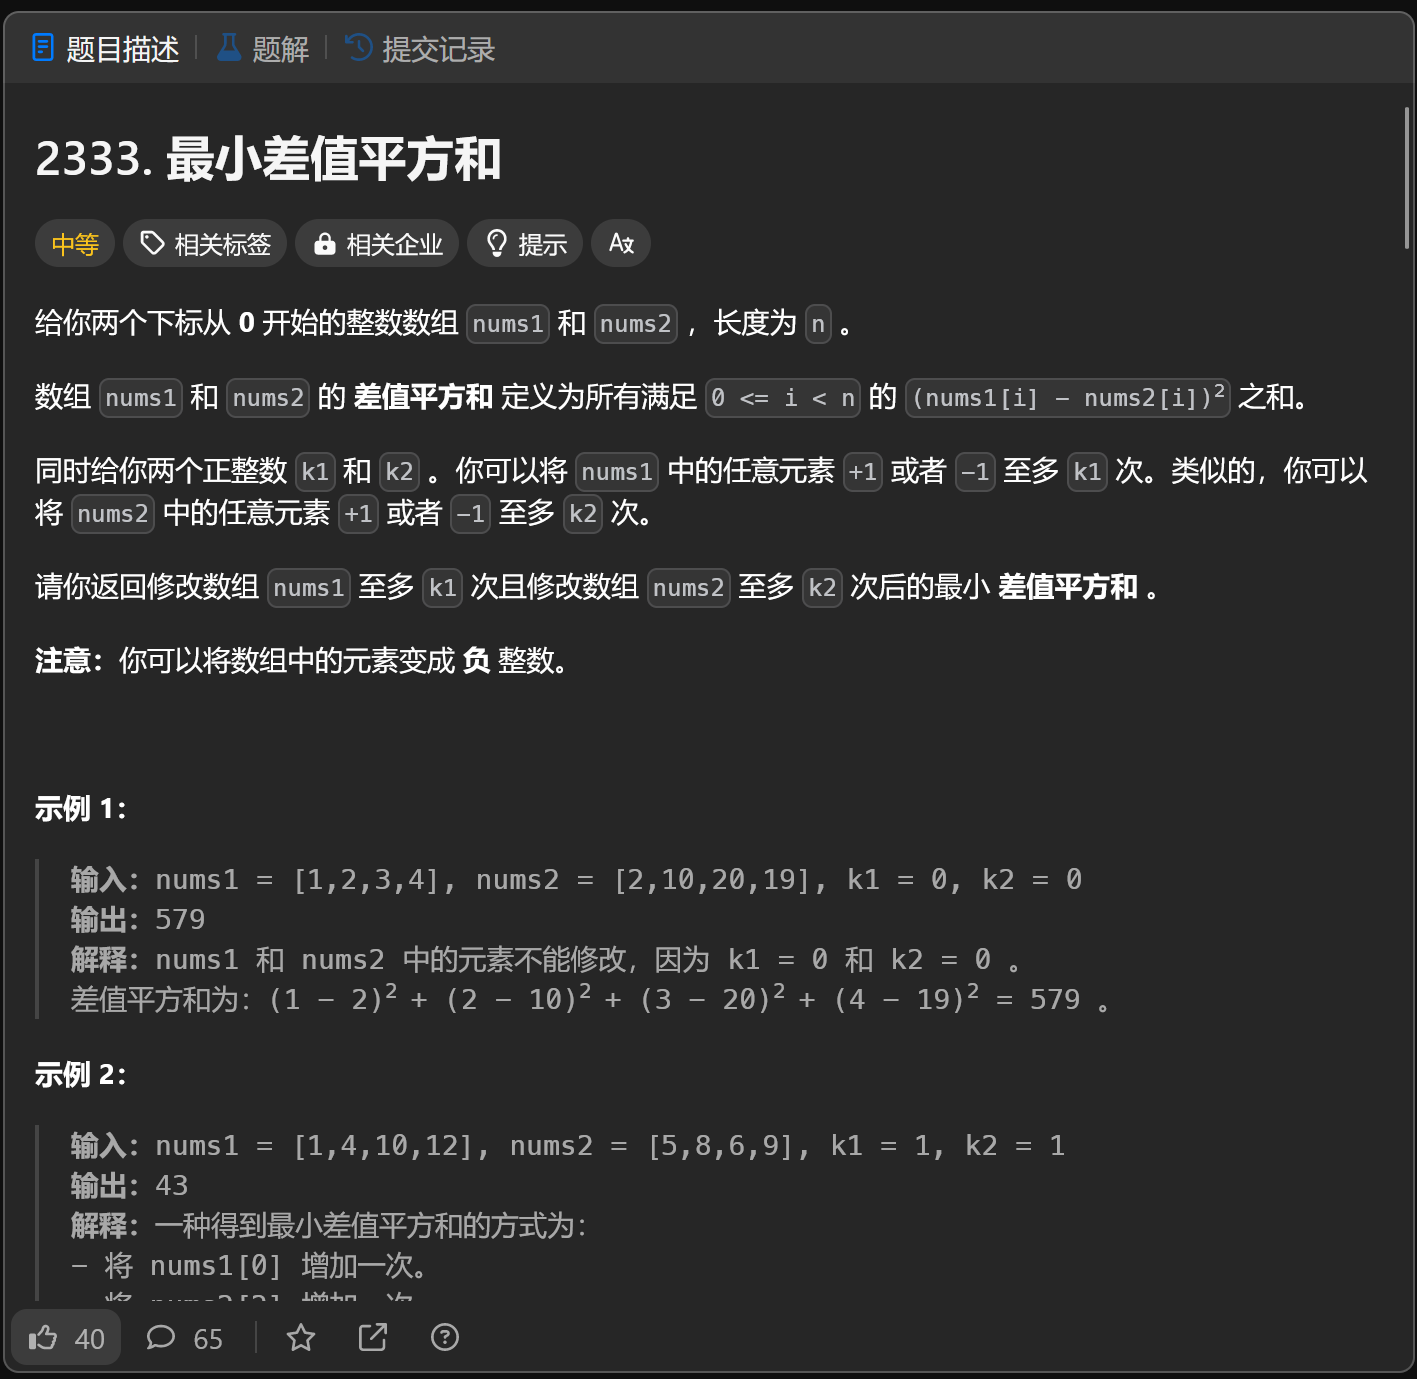 题目描述 题解 提交记录
2333. 最小差值平方和
中等 相关标签 相关企业 提示
给你两个下标从 0 开始的整数数组 nums1 和 nums2 ，长度为 n 。
数组 nums1 和 nums2 的 差值平方和 定义为所有满足 0 <= i < n 的 (nums1[i] - nums2[i])² 之和。
同时给你两个正整数 k1 和 k2 。你可以将 nums1 中的任意元素 +1 或者 -1 至多 k1 次。类似的，你可以
将 nums2 中的任意元素 +1 或者 -1 至多 k2 次。
请你返回修改数组 nums1 至多 k1 次且修改数组 nums2 至多 k2 次后的最小 差值平方和 。
注意：你可以将数组中的元素变成 负 整数。
示例 1：
输入：nums1 = [1,2,3,4], nums2 = [2,10,20,19], k1 = 0, k2 = 0
输出：579
解释：nums1 和 nums2 中的元素不能修改，因为 k1 = 0 和 k2 = 0 。
差值平方和为：(1 - 2)² + (2 - 10)² + (3 - 20)² + (4 - 19)² = 579 。
示例 2：
输入：nums1 = [1,4,10,12], nums2 = [5,8,6,9], k1 = 1, k2 = 1
输出：43
解释：一种得到最小差值平方和的方式为：
- 将 nums1[0] 增加一次。
40 65